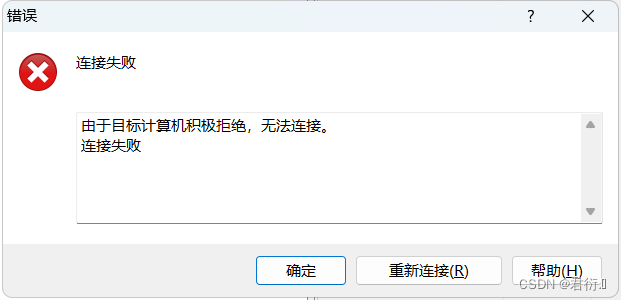 错误
?
连接失败
由于目标计算机积极拒绝，无法连接。
连接失败
确定
重新连接(R)
帮助(H)
CSDN @君衍.